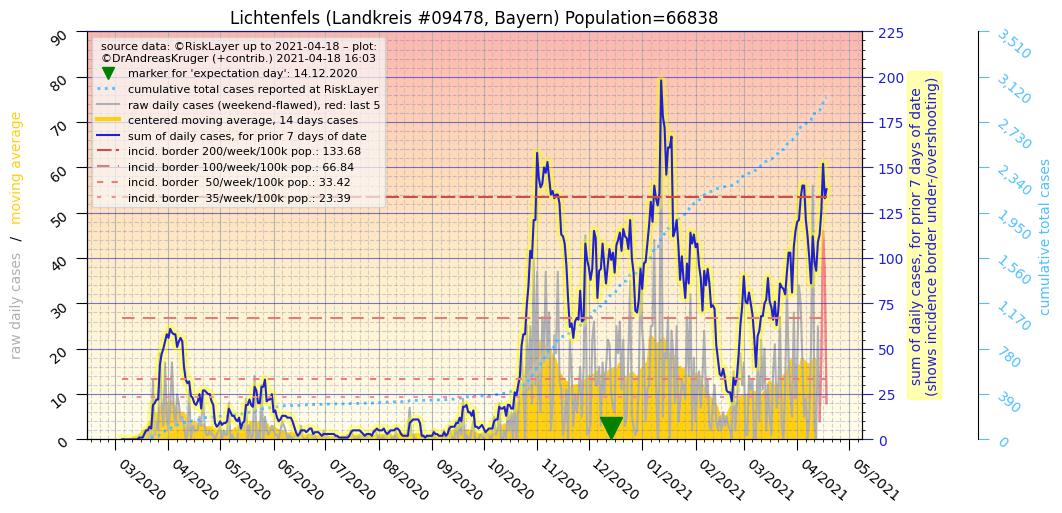 Lichtenfels (Landkreis #09478, Bayern) Population=66838
source data: ©RiskLayer up to 2021-04-18 – plot:
©DrAndreasKruger (+contrib.) 2021-04-18 16:03
marker for 'expectation day': 14.12.2020
cumulative total cases reported at RiskLayer
raw daily cases (weekend-flawed), red: last 5
centered moving average, 14 days cases
sum of daily cases, for prior 7 days of date
incid. border 200/week/100k pop.: 133.68
incid. border 100/week/100k pop.: 66.84
incid. border  50/week/100k pop.: 33.42
incid. border  35/week/100k pop.: 23.39
raw daily cases / moving average
90
80
70
60
50
40
30
20
10
0
03/2020
04/2020
05/2020
06/2020
07/2020
08/2020
09/2020
10/2020
11/2020
12/2020
01/2021
02/2021
03/2021
04/2021
05/2021
225
200
175
150
125
100
75
50
25
0
sum of daily cases, for prior 7 days of date
(shows incidence border under-/overshooting)
3,510
3,120
2,730
2,340
1,950
1,560
1,170
780
390
0
cumulative total cases